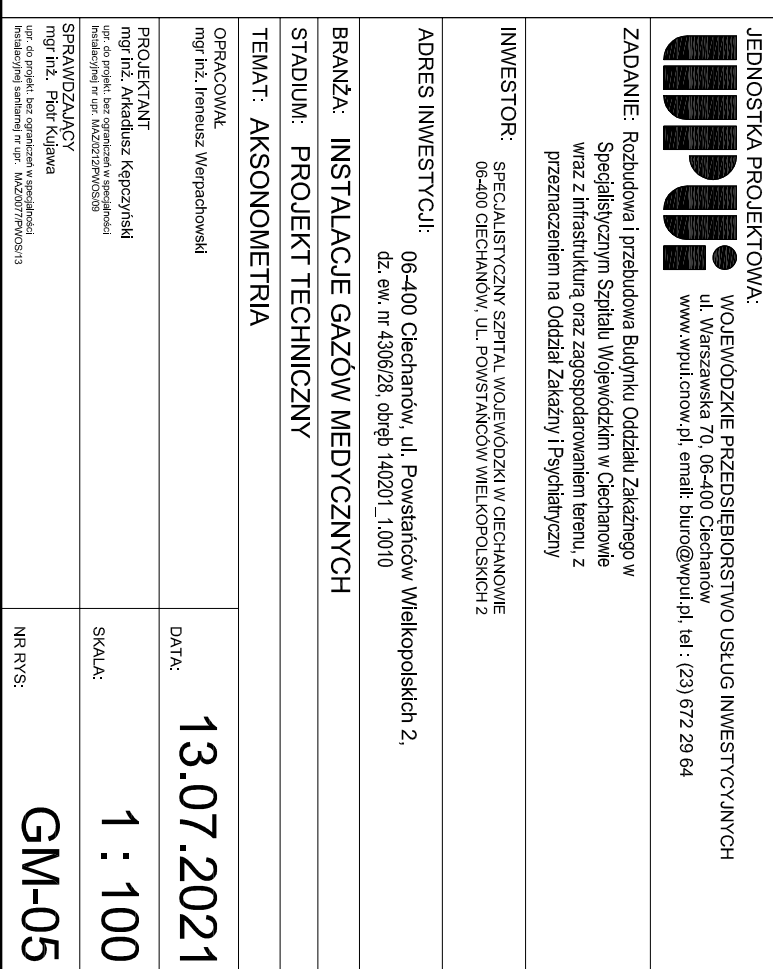 JEDNOSTKA PROJEKTOWA:
wpui
WOJEWÓDZKIE PRZEDSIĘBIORSTWO USŁUG INWESTYCYJNYCH
ul. Warszawska 70, 06-400 Ciechanów
www.wpui.cnow.pl, email: biuro@wpui.pl, tel : (23) 672 29 64
ZADANIE: Rozbudowa i przebudowa Budynku Oddziału Zakaźnego w
Specjalistycznym Szpitalu Wojewódzkim w Ciechanowie
wraz z infrastrukturą oraz zagospodarowaniem terenu, z
przeznaczeniem na Oddział Zakaźny i Psychiatryczny
INWESTOR:
SPECJALISTYCZNY SZPITAL WOJEWÓDZKI W CIECHANOWIE
06-400 CIECHANÓW, UL. POWSTAŃCÓW WIELKOPOLSKICH 2
ADRES INWESTYCJI:
06-400 Ciechanów, ul. Powstańców Wielkopolskich 2,
dz. ew. nr 4306/28, obręb 140201_1.0010
BRANŻA: INSTALACJE GAZÓW MEDYCZNYCH
STADIUM: PROJEKT TECHNICZNY
TEMAT: AKSONOMETRIA
OPRACOWAŁ
mgr inż. Ireneusz Werpachowski
DATA:
13.07.2021
PROJEKTANT
mgr inż. Arkadiusz Kępczyński
upr. do projekt. bez ograniczeń w specjalności
Instalacyjnej nr upr. MAZ/0212/PWOS/09
SKALA:
1 : 100
SPRAWDZAJĄCY
mgr inż. Piotr Kujawa
upr. do projekt. bez ograniczeń w specjalności
Instalacyjnej sanitarnej nr upr. MAZ/0077/PWOS/13
NR RYS:
GM-05